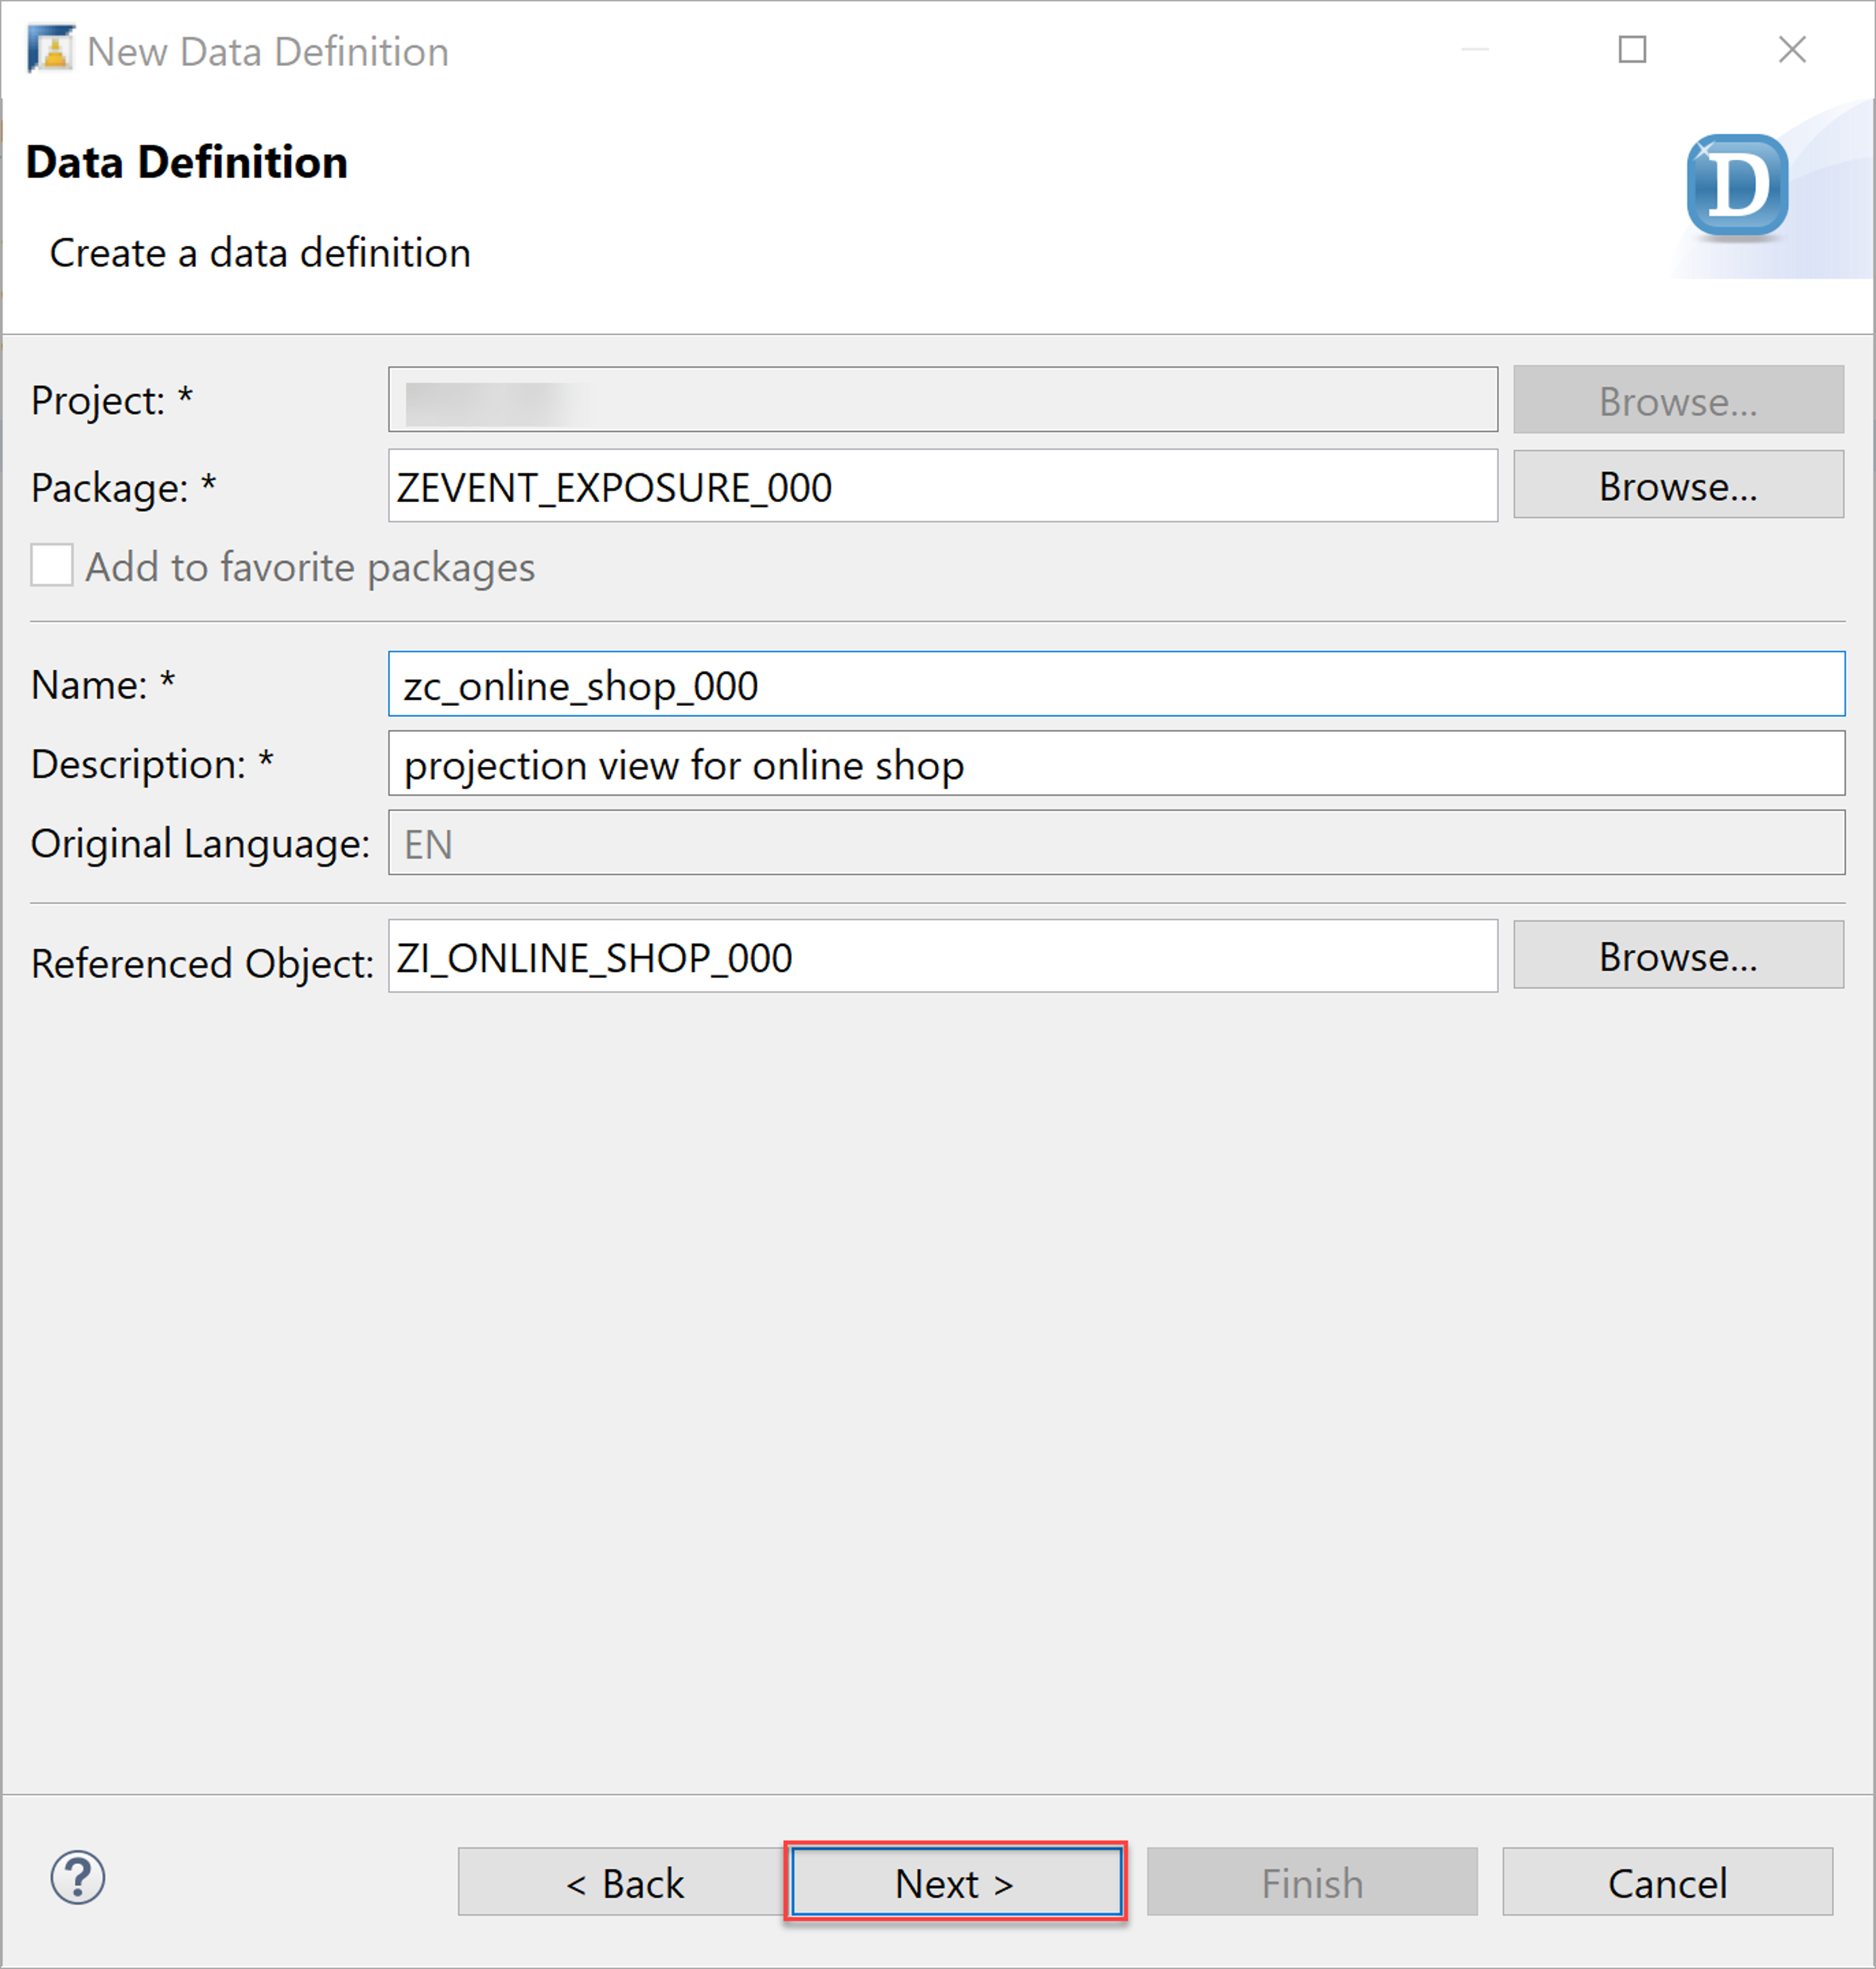 New Data Definition
Data Definition
D
Create a data definition
Project: *
Browse...
Package: * ZEVENT_EXPOSURE_000 Browse...
Add to favorite packages
Name: * zc_online_shop_000
Description: * projection view for online shop
Original Language: EN
Referenced Object: ZI_ONLINE_SHOP_000 Browse...
? < Back Next > Finish Cancel